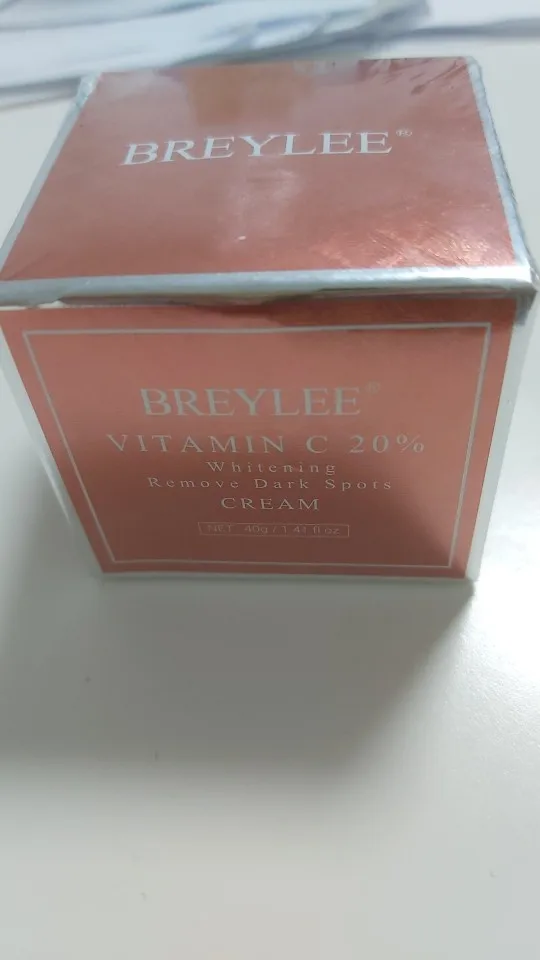 BREYLEE®
BREYLEE®
VITAMIN C 20%
Whitening
Remove Dark Spots
CREAM
NET: 40g / 1.41 fl oz